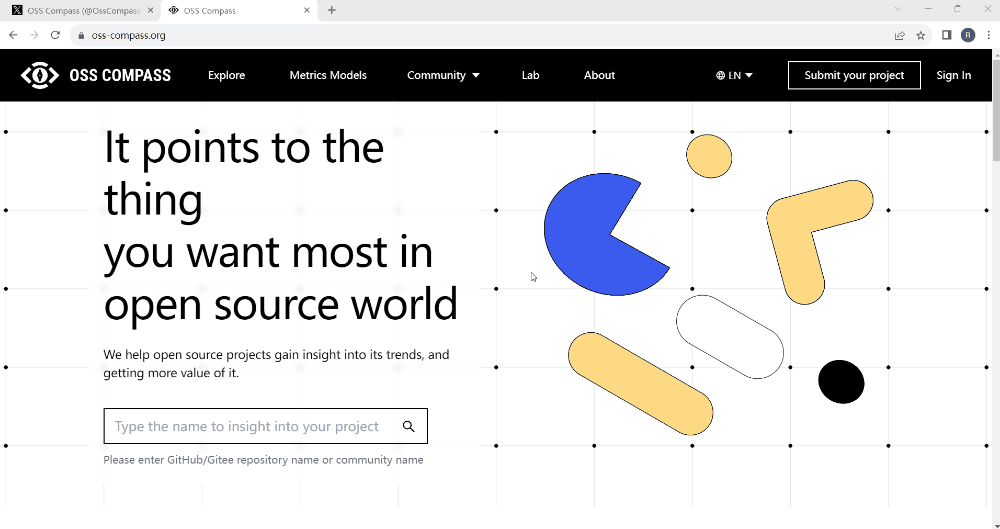 OSS Compass (@OssCompass
OSS Compass
oss-compass.org
R
OSS COMPASS
Explore
Metrics Models
Community
Lab
About
EN
Submit your project
Sign In
It points to the
thing
you want most in
open source world
We help open source projects gain insight into its trends, and
getting more value of it.
Type the name to insight into your project
Please enter GitHub/Gitee repository name or community name